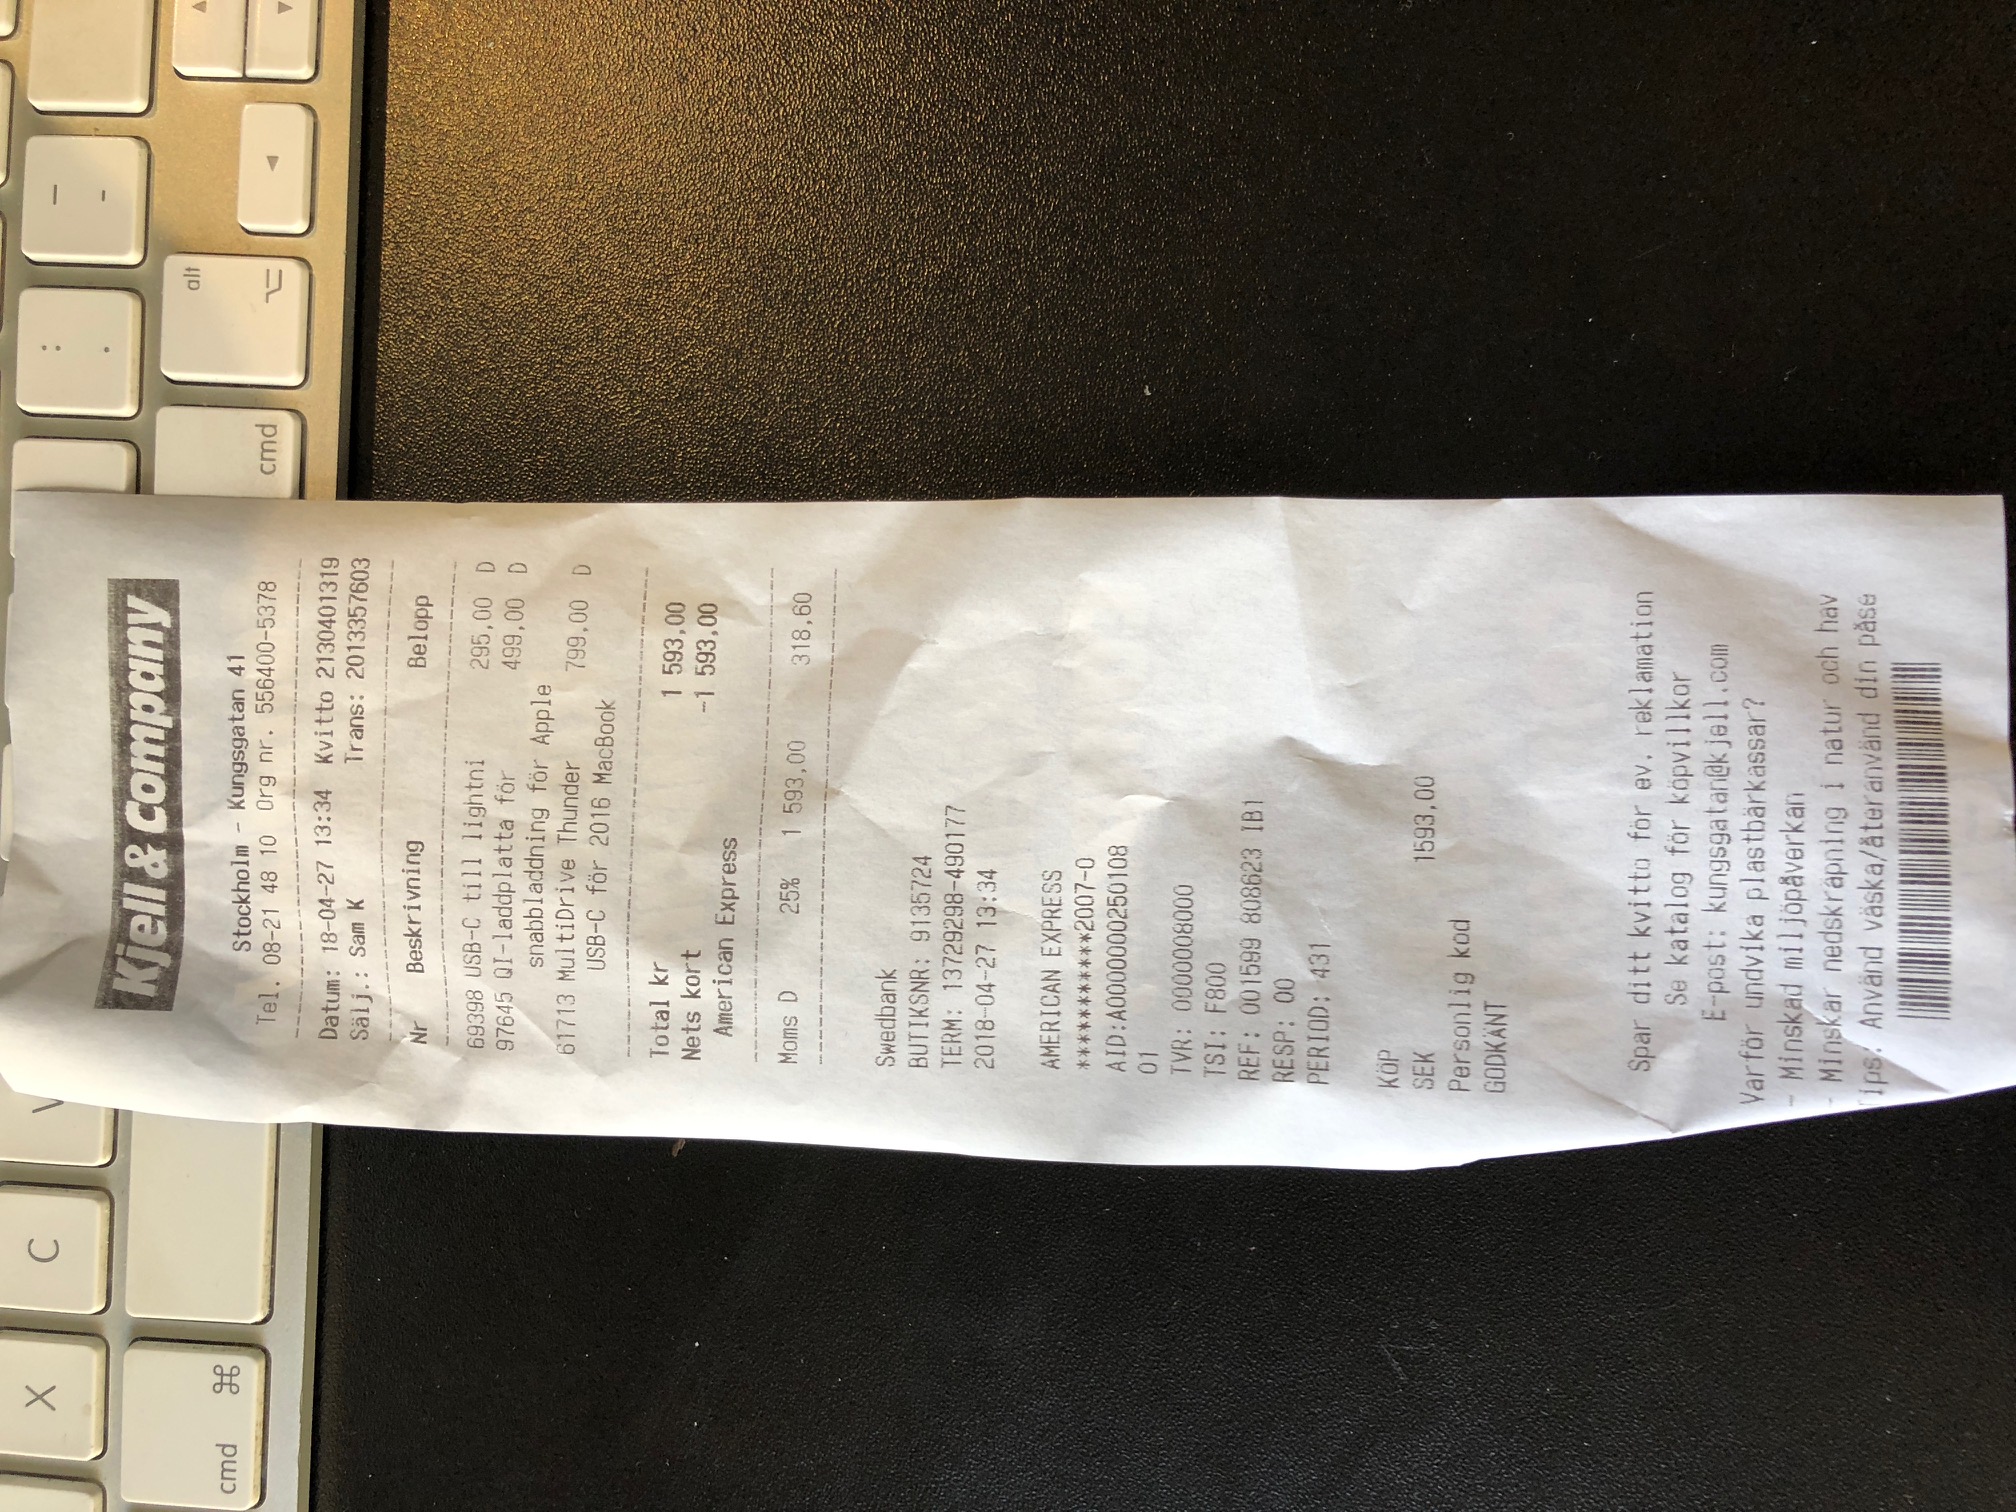 X
C
:
.
-
-
cmd ⌘
cmd
alt
Kjell & Company
Stockholm - Kungsgatan 41
Tel. 08-21 48 10 Org nr. 556400-5378
Datum: 18-04-27 13:34 Kvitto 2130401319
Sälj.: Sam K Trans: 2013357603
Nr Beskrivning Belopp
69398 USB-C till lightni 295,00 D
97645 QI-laddplatta för 499,00 D
snabbladdning för Apple
61713 MultiDrive Thunder 799,00 D
USB-C för 2016 MacBook
Total kr 1 593,00
Nets kort -1 593,00
American Express
Moms D 25% 1 593,00 318,60
Swedbank
BUTIKSNR: 9135724
TERM: 13729298-490177
2018-04-27 13:34
AMERICAN EXPRESS
***********2007-0
AID:A0000000250108
01
TVR: 0000008000
TSI: F800
REF: 001599 808623 IB1
RESP: 00
PERIOD: 431
KÖP
SEK 1593,00
Personlig kod
GODKÄNT
Spar ditt kvitto för ev. reklamation
Se katalog för köpvillkor
E-post: kungsgatan@kjell.com
Varför undvika plastbärkassar?
- Minskad miljöpåverkan
- Minskar nedskräpning i natur och hav
ips: Använd väska/återanvänd din påse